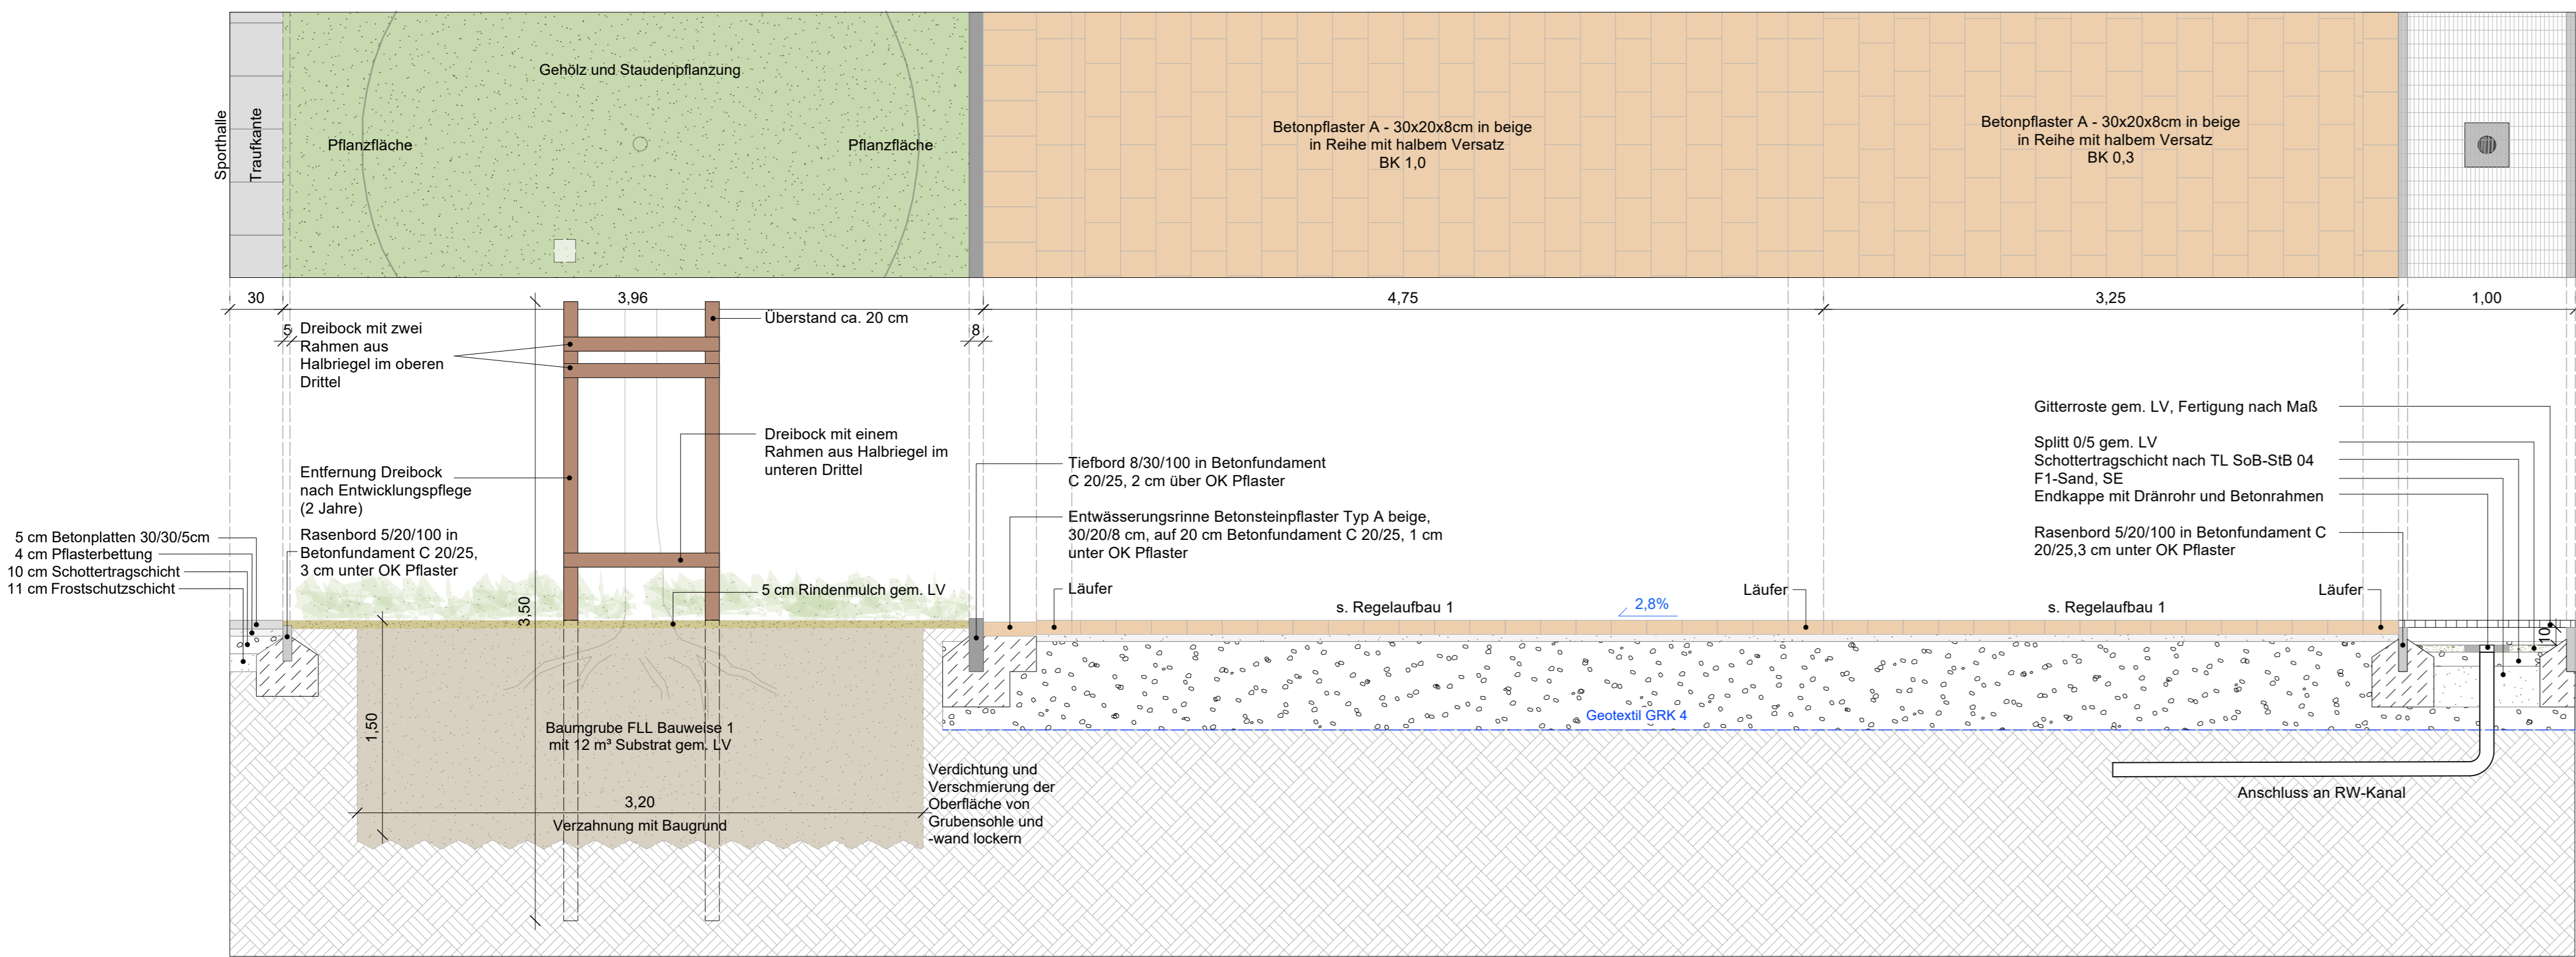 Sporthalle
Traufkante
Gehölz und Staudenpflanzung
Pflanzfläche
Pflanzfläche
Betonpflaster A - 30x20x8cm in beige
in Reihe mit halbem Versatz
BK 1,0
Betonpflaster A - 30x20x8cm in beige
in Reihe mit halbem Versatz
BK 0,3
30
3,96
4,75
3,25
1,00
5
8
Dreibock mit zwei
Rahmen aus
Halbriegel im oberen
Drittel
Überstand ca. 20 cm
Dreibock mit einem
Rahmen aus Halbriegel im
unteren Drittel
Entfernung Dreibock
nach Entwicklungspflege
(2 Jahre)
Rasenbord 5/20/100 in
Betonfundament C 20/25,
3 cm unter OK Pflaster
5 cm Betonplatten 30/30/5cm
4 cm Pflasterbettung
10 cm Schottertragschicht
11 cm Frostschutzschicht
3,50
5 cm Rindenmulch gem. LV
Tiefbord 8/30/100 in Betonfundament
C 20/25, 2 cm über OK Pflaster
Entwässerungsrinne Betonsteinpflaster Typ A beige,
30/20/8 cm, auf 20 cm Betonfundament C 20/25, 1 cm
unter OK Pflaster
Läufer
s. Regelaufbau 1
2,8%
Läufer
s. Regelaufbau 1
Läufer
Gitterroste gem. LV, Fertigung nach Maß
Splitt 0/5 gem. LV
Schottertragschicht nach TL SoB-StB 04
F1-Sand, SE
Endkappe mit Dränrohr und Betonrahmen
Rasenbord 5/20/100 in Betonfundament C
20/25,3 cm unter OK Pflaster
10
Geotextil GRK 4
1,50
Baumgrube FLL Bauweise 1
mit 12 m³ Substrat gem. LV
3,20
Verzahnung mit Baugrund
Verdichtung und
Verschmierung der
Oberfläche von
Grubensohle und
-wand lockern
Anschluss an RW-Kanal